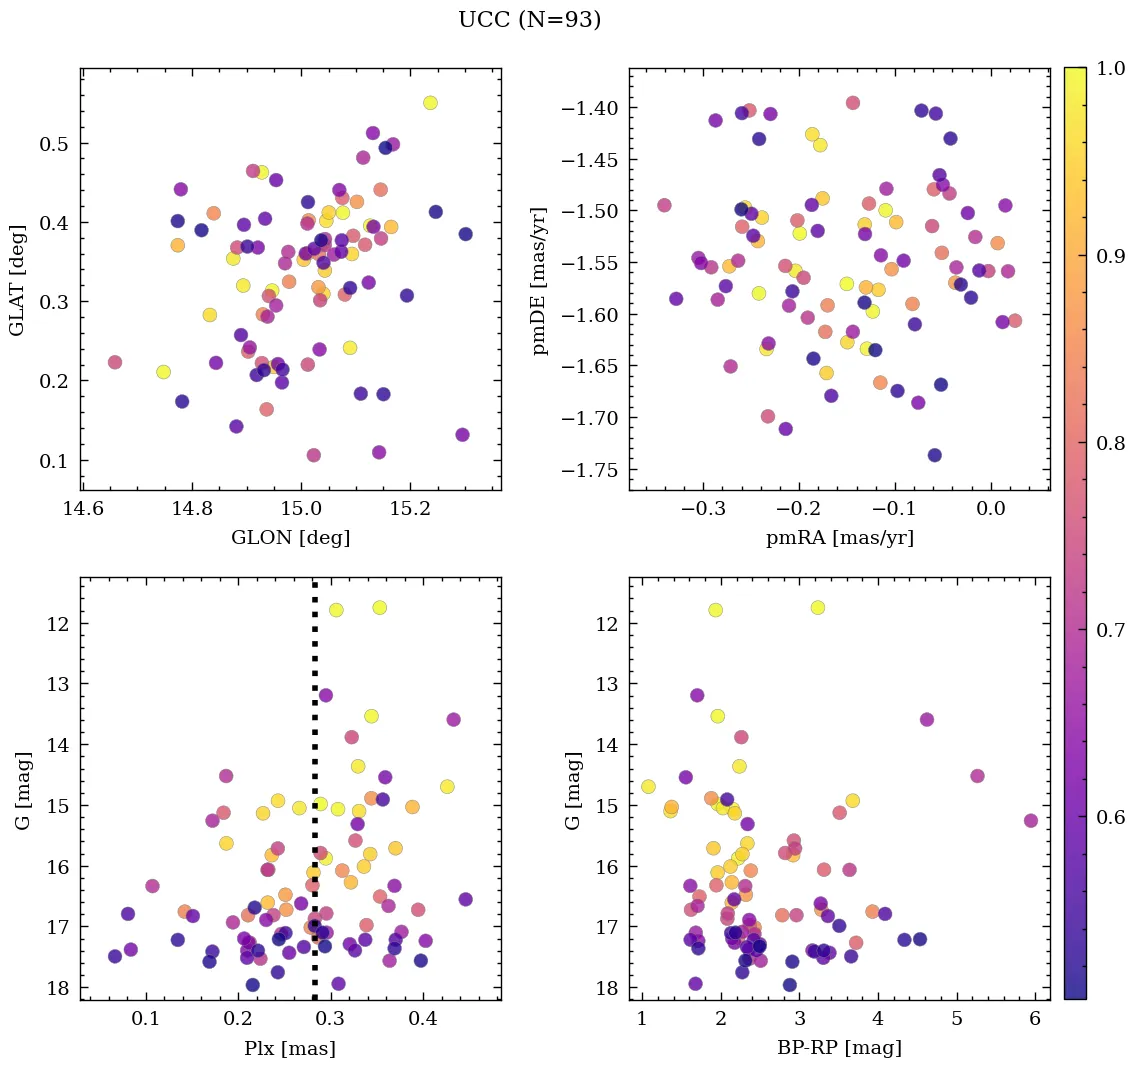 UCC (N=93)
0.5
0.4
0.3
0.2
0.1
GLAT [deg]
14.6 14.8 15.0 15.2
GLON [deg]
−1.40
−1.45
−1.50
−1.55
−1.60
−1.65
−1.70
−1.75
pmDE [mas/yr]
−0.3 −0.2 −0.1 0.0
pmRA [mas/yr]
12
13
14
15
16
17
18
G [mag]
0.1 0.2 0.3 0.4
Plx [mas]
12
13
14
15
16
17
18
G [mag]
1 2 3 4 5 6
BP-RP [mag]
1.0
0.9
0.8
0.7
0.6